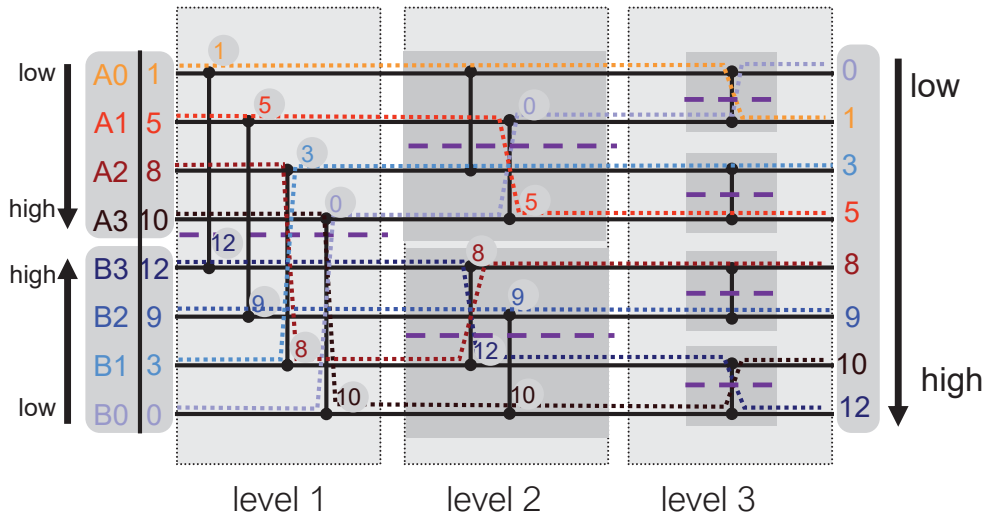 low A0 1 1 0
A1 5 5 0 1 low
A2 8 3 3
high A3 10 0 5 5
12
high B3 12 8 8
B2 9 9 9 9
B1 3 8 12 10
low B0 0 10 10 12 high
level 1 level 2 level 3